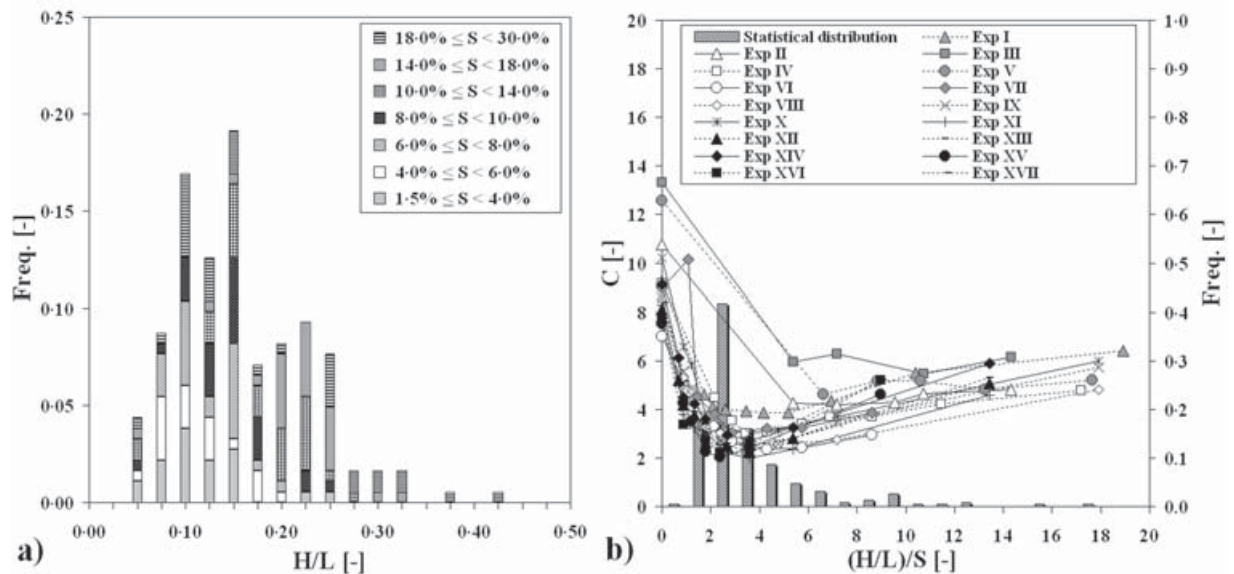 0·25
0·20
0·15
0·10
0·05
0·00
Freq. [-]
18·0% ≤ S < 30·0%
14·0% ≤ S < 18·0%
10·0% ≤ S < 14·0%
8·0% ≤ S < 10·0%
6·0% ≤ S < 8·0%
4·0% ≤ S < 6·0%
1·5% ≤ S < 4·0%
0·00 0·10 0·20 0·30 0·40 0·50
a)
H/L [-]
20
18
16
14
12
10
8
6
4
2
0
C [-]
Statistical distribution
Exp I
Exp II
Exp III
Exp IV
Exp V
Exp VI
Exp VII
Exp VIII
Exp IX
Exp X
Exp XI
Exp XII
Exp XIII
Exp XIV
Exp XV
Exp XVI
Exp XVII
1·0
0·9
0·8
0·7
0·6
0·5
0·4
0·3
0·2
0·1
0·0
Freq. [-]
0 2 4 6 8 10 12 14 16 18 20
b)
(H/L)/S [-]